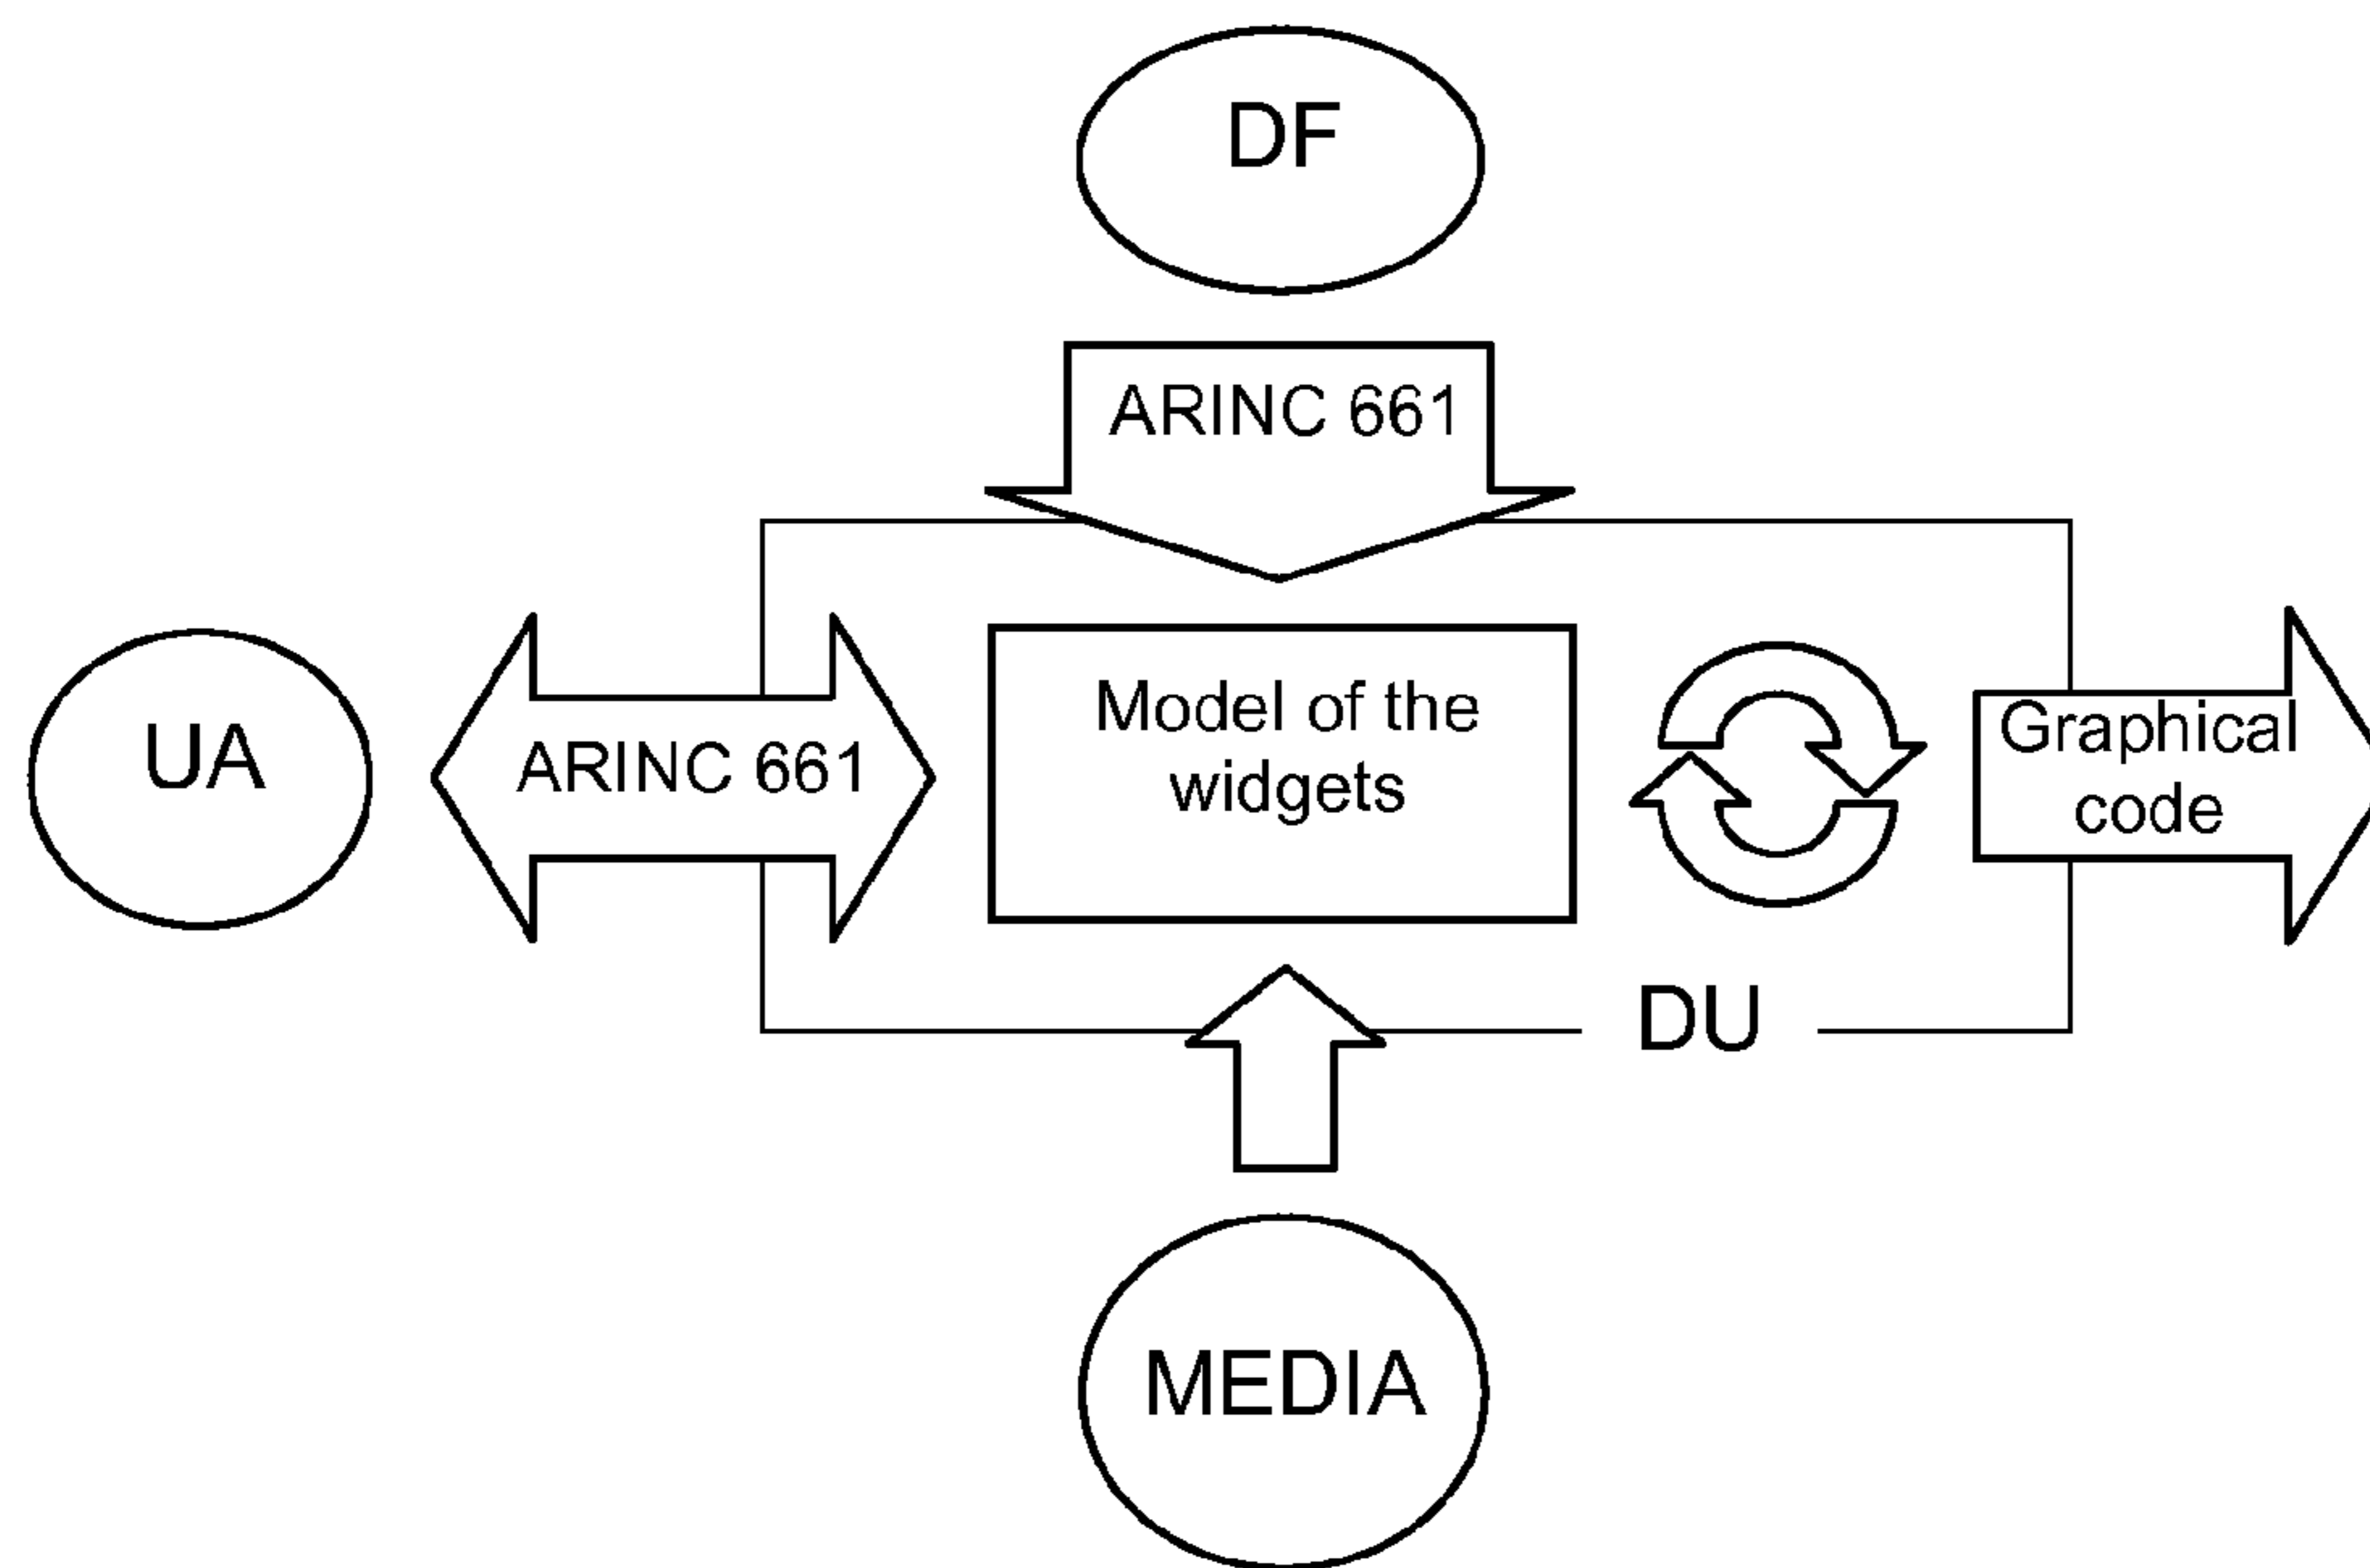 DF
ARINC 661
UA
ARINC 661
Model of the
widgets
Graphical
code
DU
MEDIA